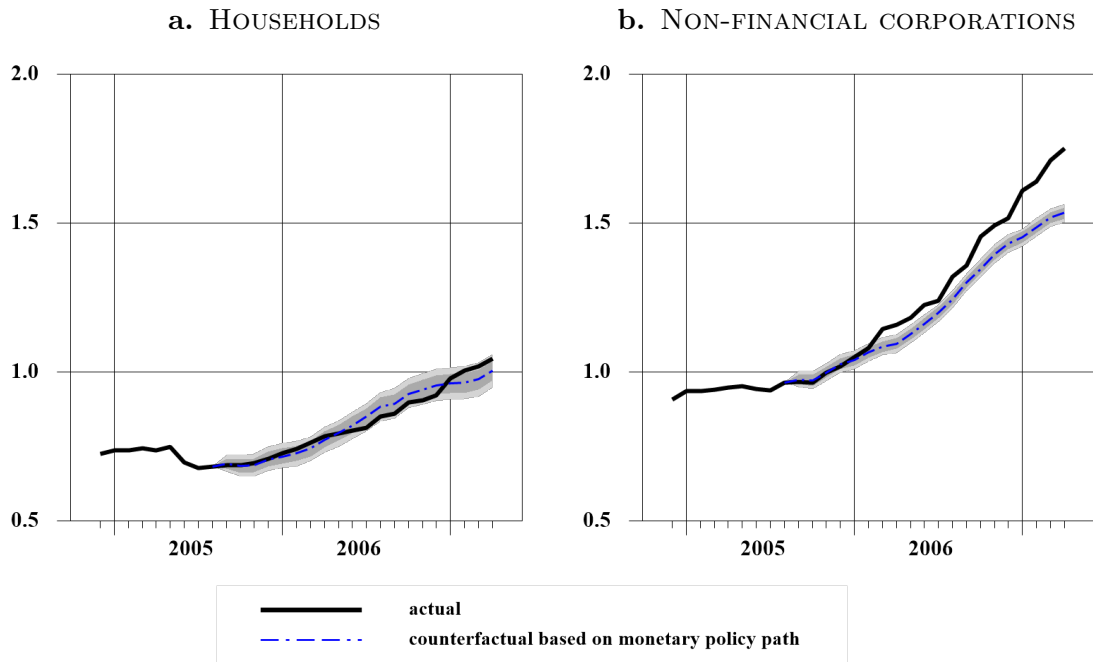 a. HOUSEHOLDS
2.0
1.5
1.0
0.5
2005 2006
b. NON-FINANCIAL CORPORATIONS
2.0
1.5
1.0
0.5
2005 2006
actual
counterfactual based on monetary policy path